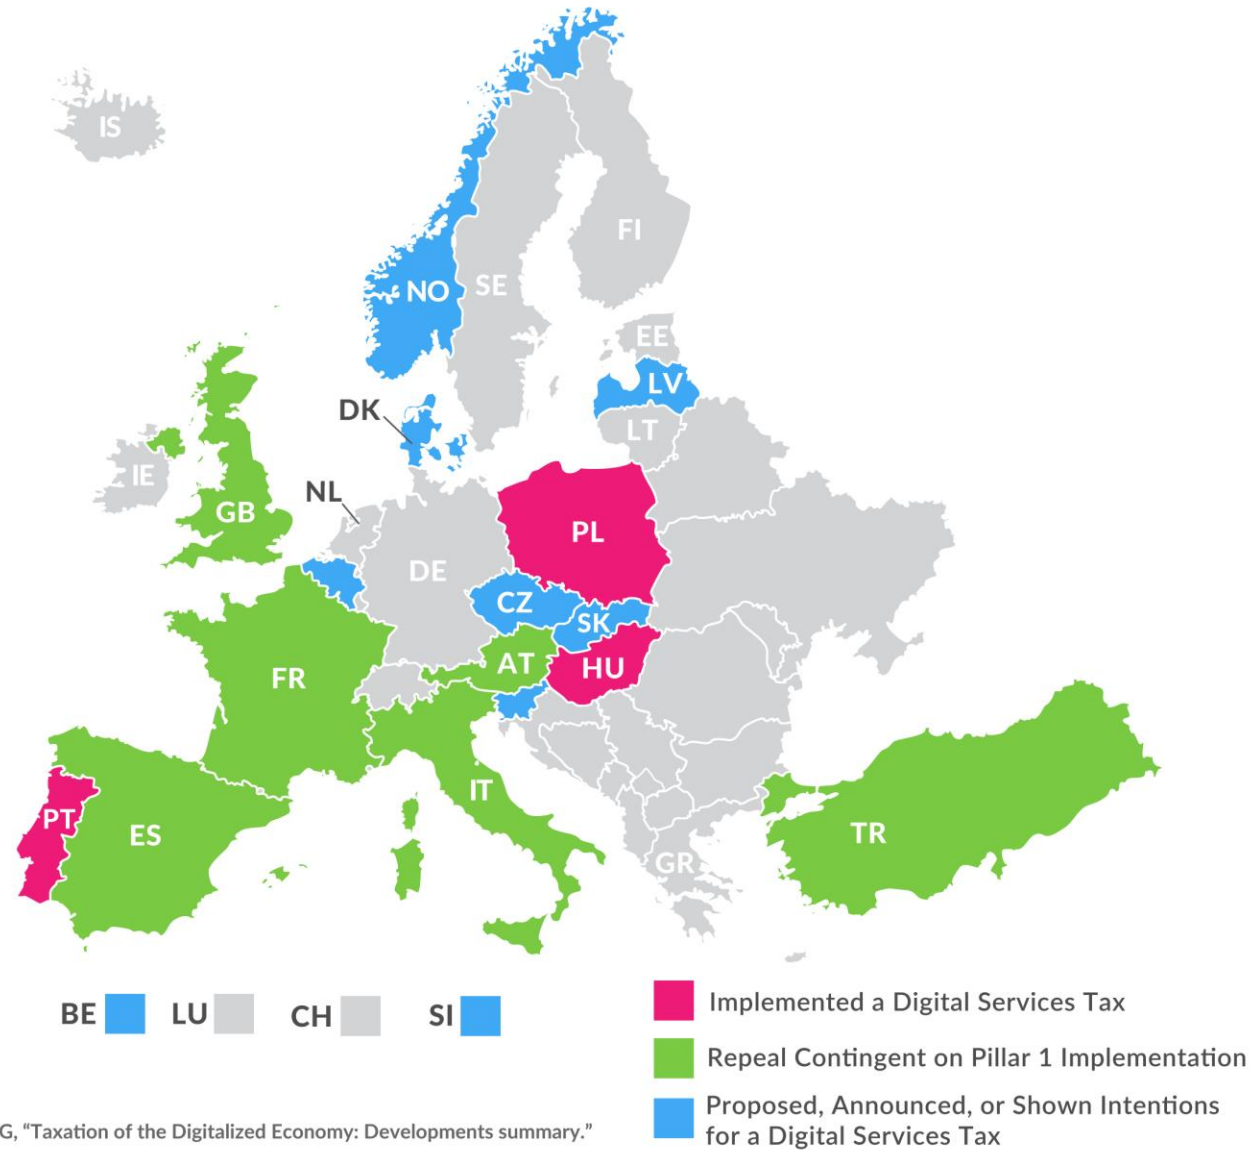 IS
FI
NO
SE
EE
LV
DK
LT
IE
NL
GB
PL
DE
CZ
SK
AT
HU
FR
IT
PT
ES
TR
GR
BE
LU
CH
SI
Implemented a Digital Services Tax
Repeal Contingent on Pillar 1 Implementation
Proposed, Announced, or Shown Intentions
for a Digital Services Tax
G, “Taxation of the Digitalized Economy: Developments summary.”